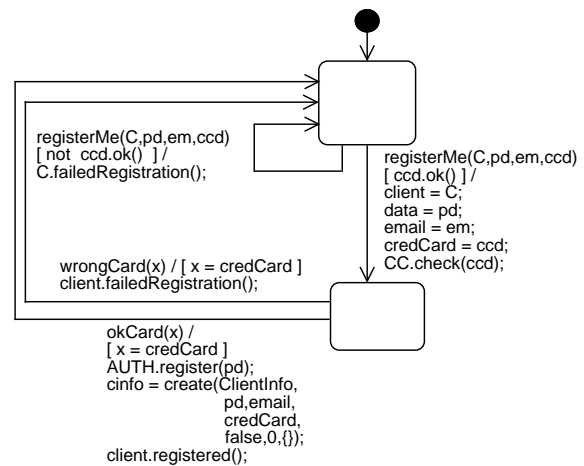 registerMe(C,pd,em,ccd)
[ not ccd.ok() ] /
C.failedRegistration();
registerMe(C,pd,em,ccd)
[ ccd.ok() ] /
client = C;
data = pd;
email = em;
credCard = ccd;
CC.check(ccd);
wrongCard(x) / [ x = credCard ]
client.failedRegistration();
okCard(x) /
[ x = credCard ]
AUTH.register(pd);
cinfo = create(ClientInfo,
pd,email,
credCard,
false,0,{});
client.registered();